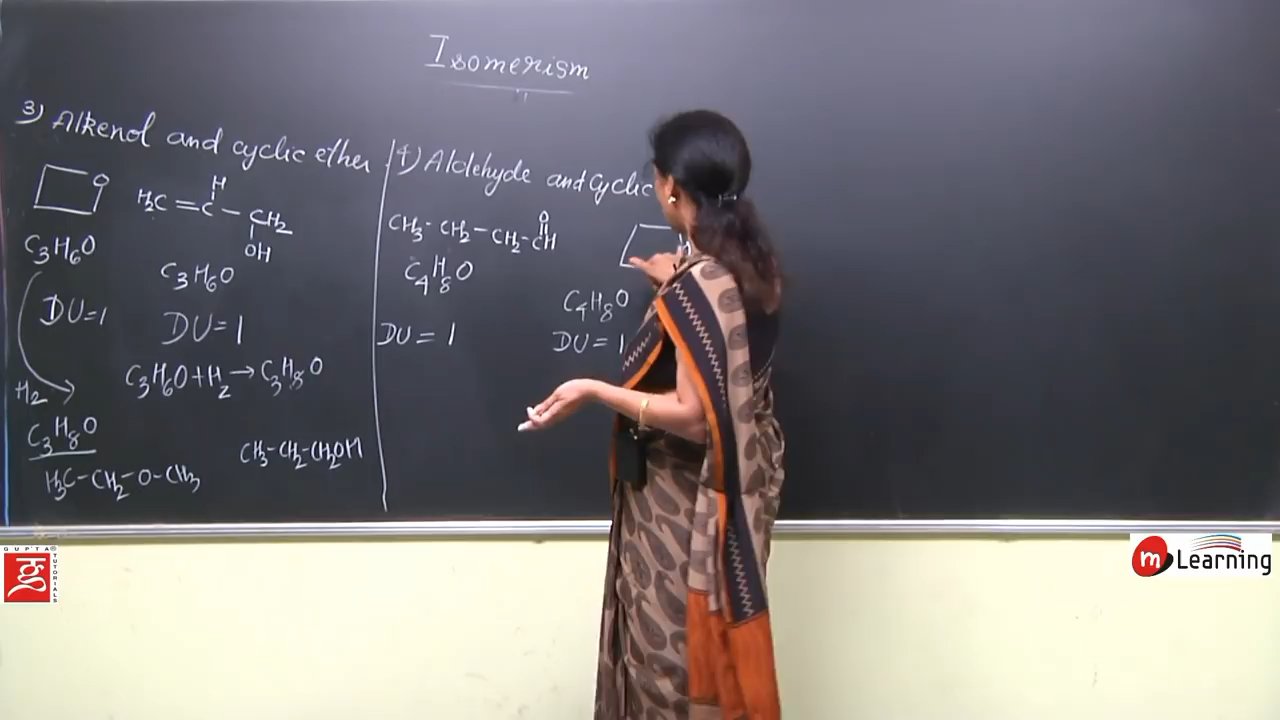 Isomerism
3) Alkenol and cyclic ether
O
H
H₂C = C – CH₂
OH
C₃H₆O
C₃H₆O
DU=1
DU=1
H₂
C₃H₆O + H₂ → C₃H₈O
C₃H₈O
H₃C – CH₂ – O – CH₃
CH₃ – CH₂ – CH₂OH
4) Aldehyde and Cyclic
O
CH₃ – CH₂ – CH₂ – CH
C₄H₈O
C₄H₈O
DU = 1
DU = 1
GUPTA
TUTORIALS
m Learning